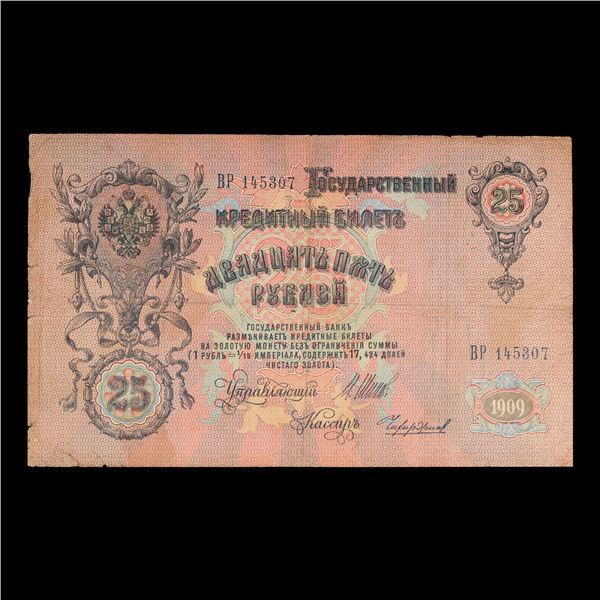 ВР 145307 Государственный
25
Кредитный Билетъ
Двадцать пять
Рублей
ГОСУДАРСТВЕННЫЙ БАНКЪ
РАЗМѢНИВАЕТЪ КРЕДИТНЫЕ БИЛЕТЫ
НА ЗОЛОТУЮ МОНЕТУ БЕЗЪ ОГРАНИЧЕНІЯ СУММЫ
(1 РУБЛЬ=1/15 ИМПЕРІАЛА, СОДЕРЖИТЪ 17,424 ДОЛЕЙ
ЧИСТАГО ЗОЛОТА).
ВР 145307
25
Управляющій
1909
Кассиръ